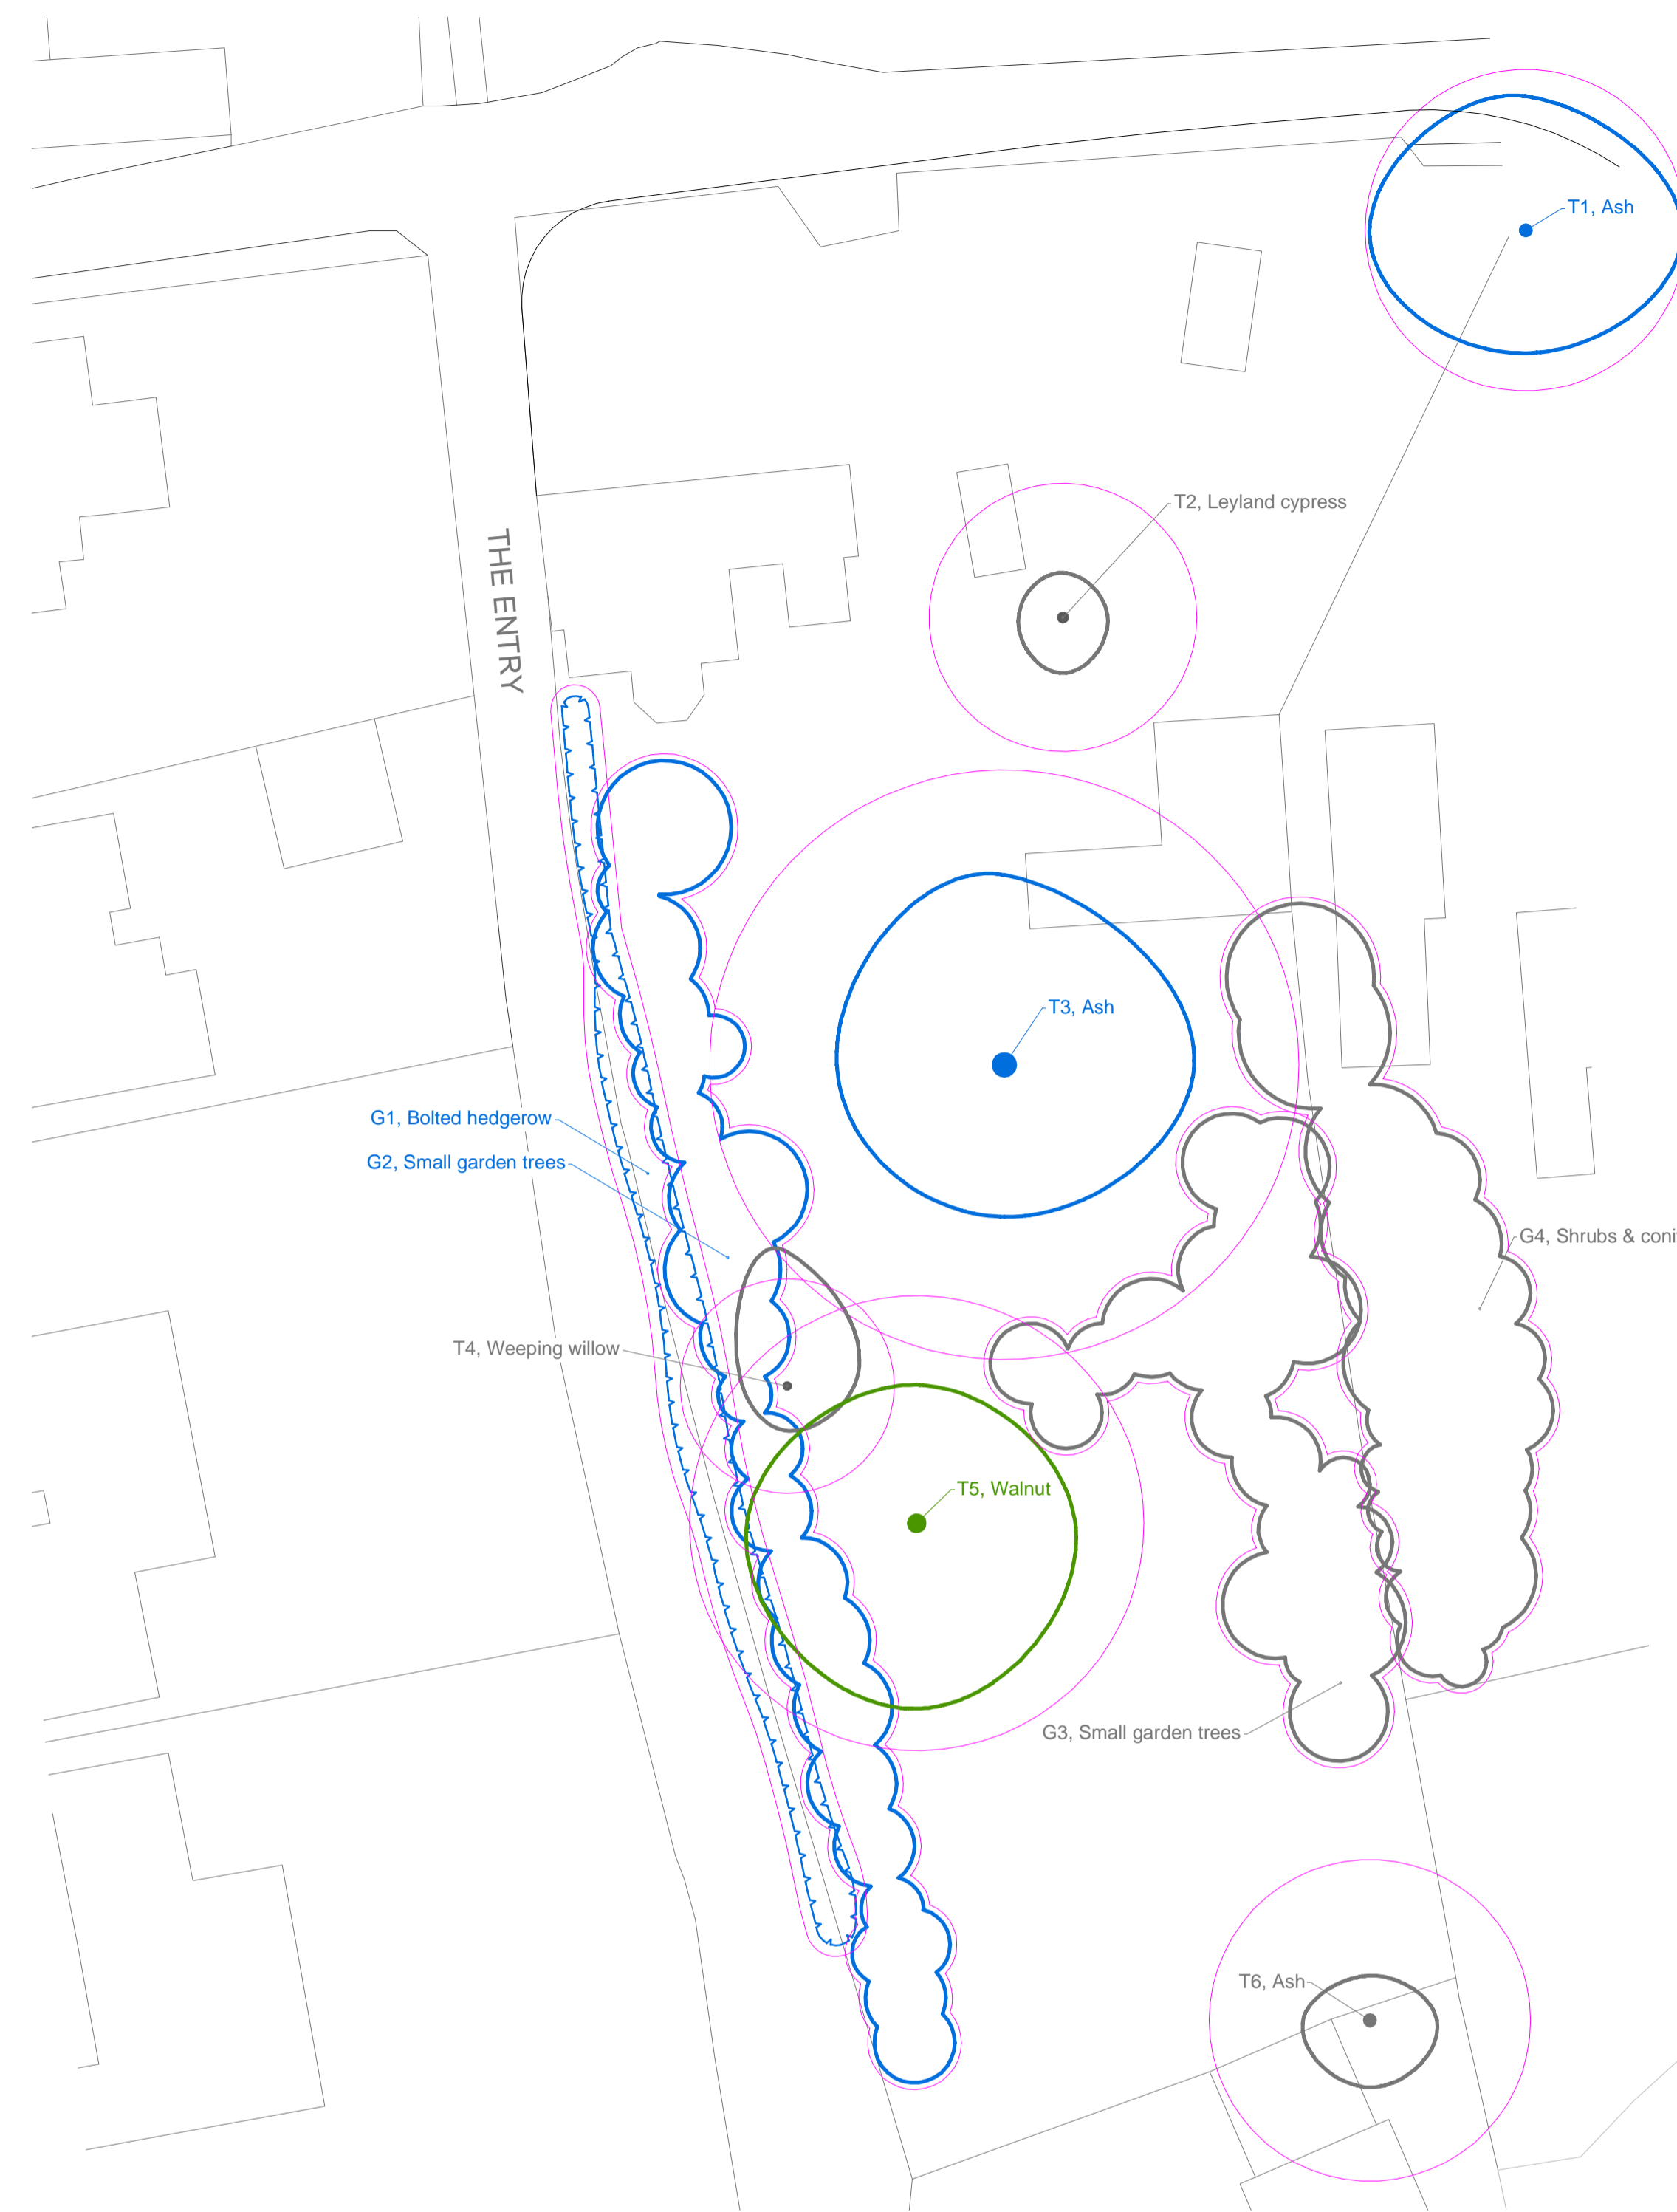 T1, Ash
T2, Leyland cypress
THE ENTRY
T3, Ash
G1, Bolted hedgerow
G2, Small garden trees
G4, Shrubs & coni
T4, Weeping willow
T5, Walnut
G3, Small garden trees
T6, Ash